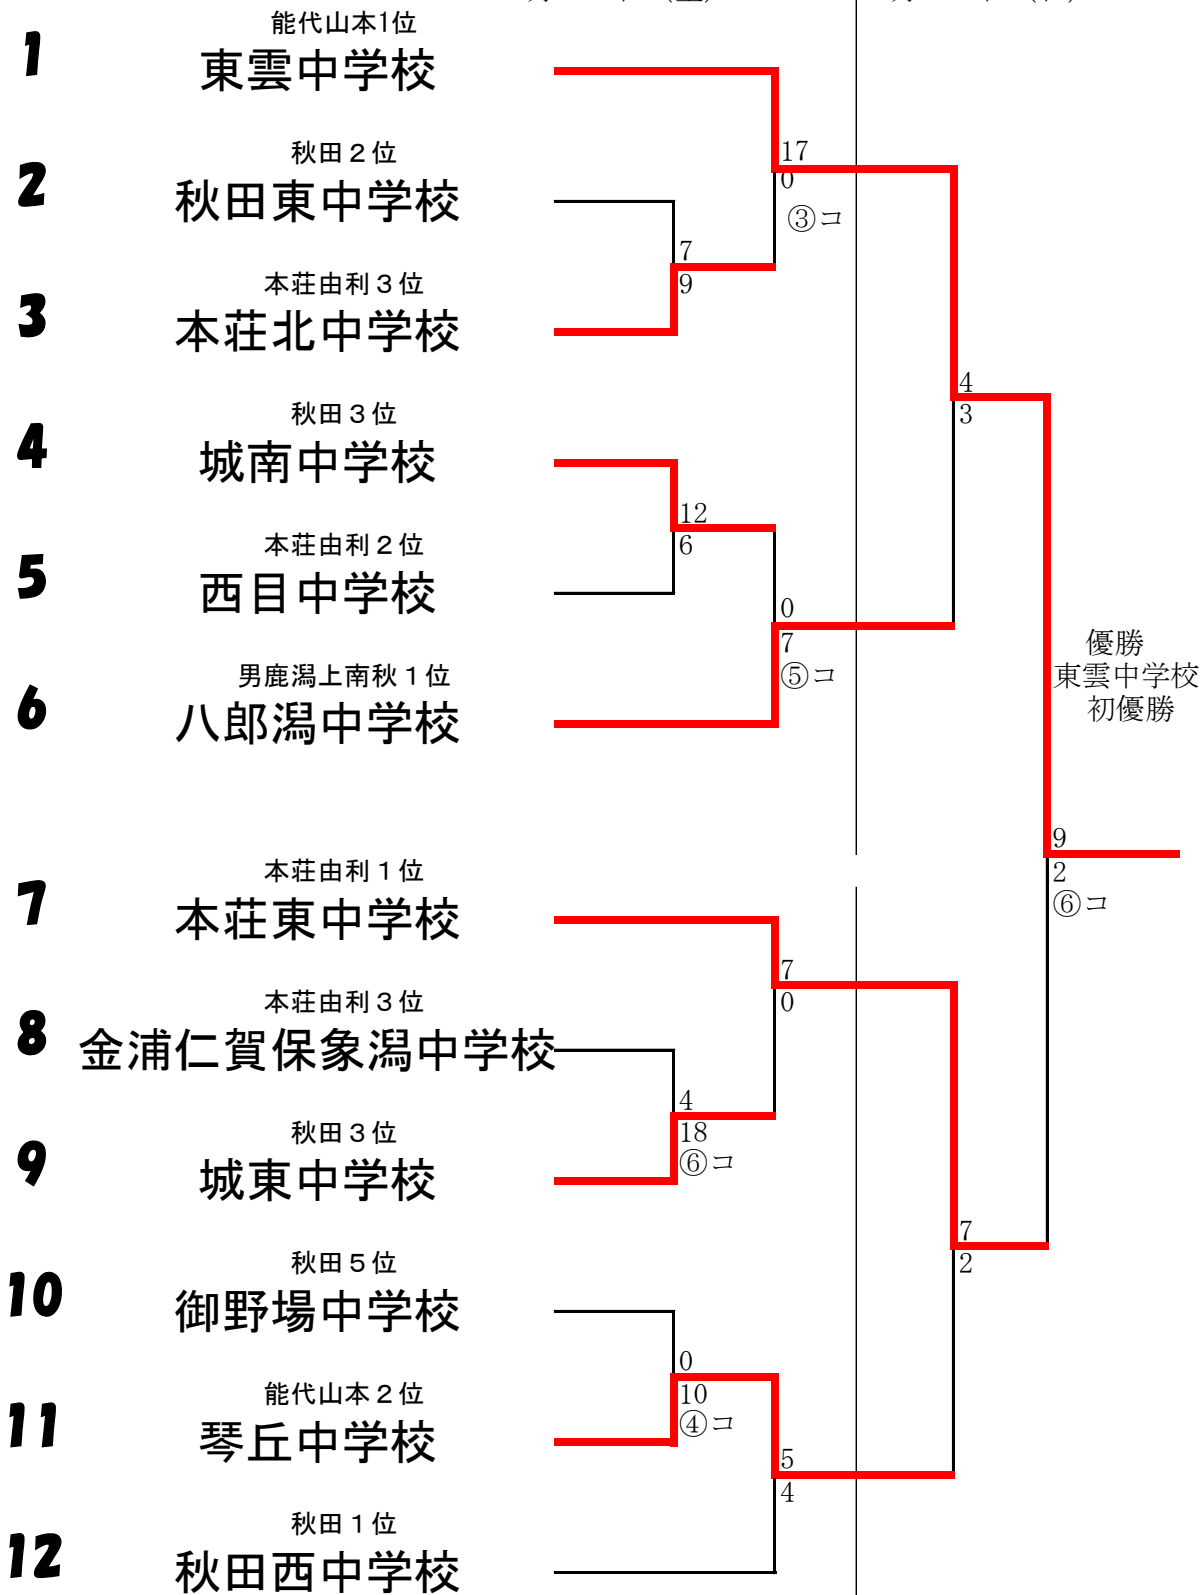 能代山本1位
1 東雲中学校
17
0
③コ
秋田２位
2 秋田東中学校
7
9
本荘由利３位
3 本荘北中学校
4
3
秋田３位
4 城南中学校
12
6
本荘由利２位
5 西目中学校
0
7
⑤コ
男鹿潟上南秋１位
6 八郎潟中学校
優勝
東雲中学校
初優勝
9
2
⑥コ
本荘由利１位
7 本荘東中学校
7
0
本荘由利３位
8 金浦仁賀保象潟中学校
4
18
⑥コ
秋田３位
9 城東中学校
7
2
秋田５位
10 御野場中学校
0
10
④コ
能代山本２位
11 琴丘中学校
5
4
秋田１位
12 秋田西中学校